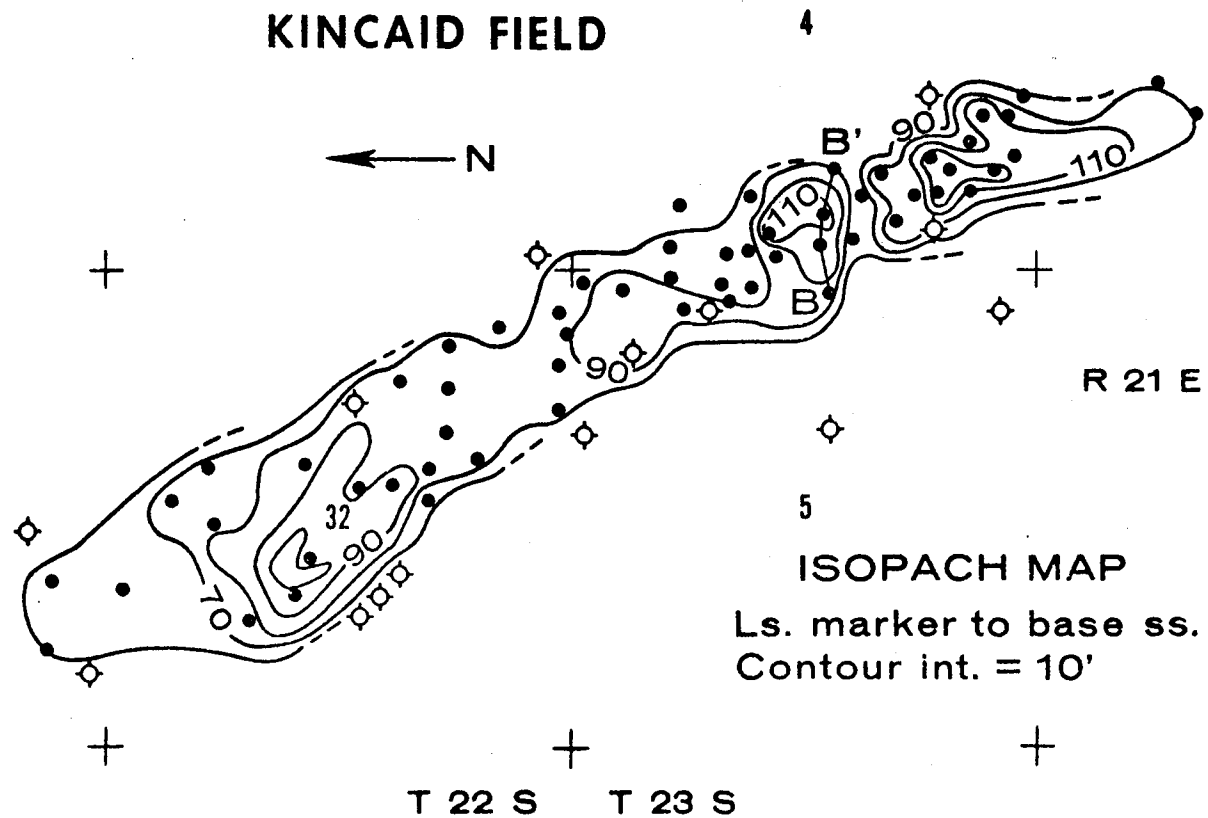 KINCAID FIELD
4
N
90
B'
110
110
B
90
R 21 E
5
32
90
70
ISOPACH MAP
Ls. marker to base ss.
Contour int. = 10'
T 22 S T 23 S